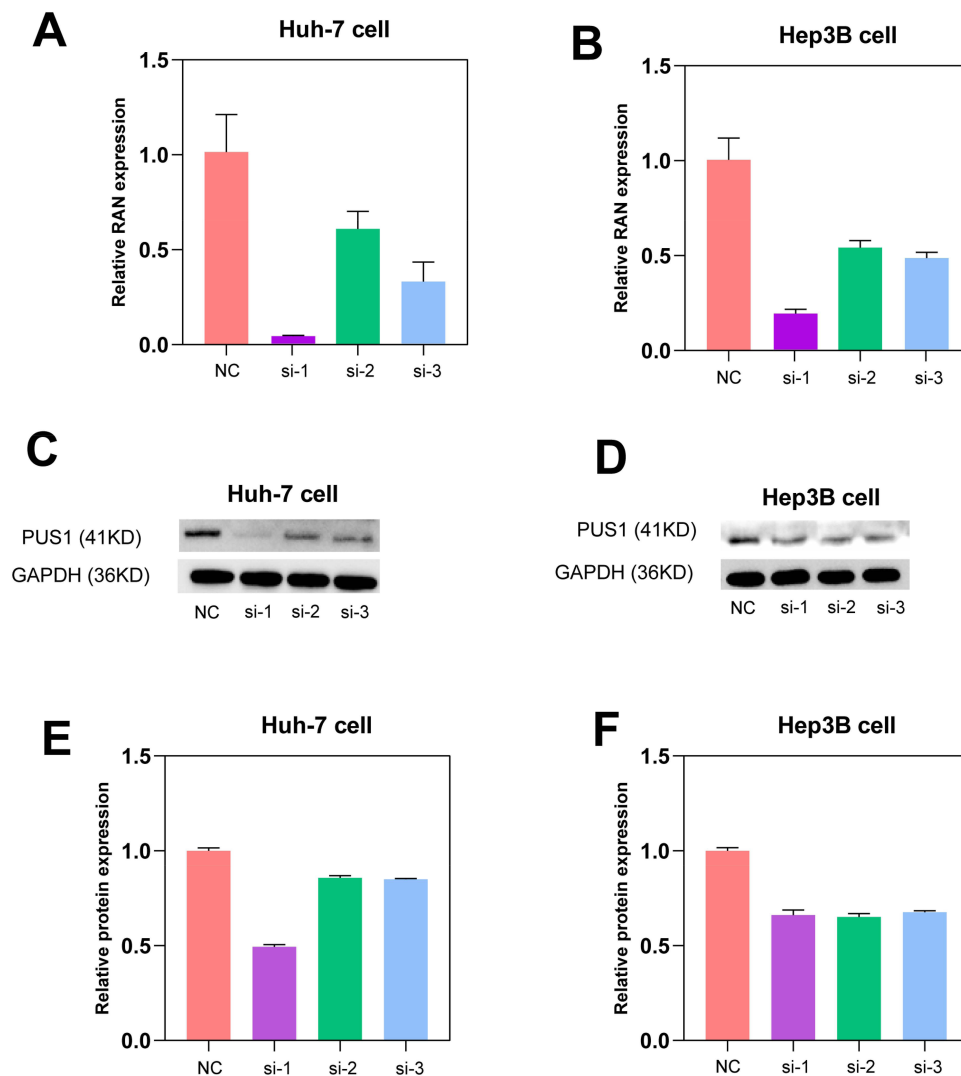 A
Huh-7 cell
Relative RAN expression
1.5
1.0
0.5
0.0
NC si-1 si-2 si-3
B
Hep3B cell
Relative RAN expression
1.5
1.0
0.5
0.0
NC si-1 si-2 si-3
C
Huh-7 cell
PUS1 (41KD)
GAPDH (36KD)
NC si-1 si-2 si-3
D
Hep3B cell
PUS1 (41KD)
GAPDH (36KD)
NC si-1 si-2 si-3
E
Huh-7 cell
Relative protein expression
1.5
1.0
0.5
0.0
NC si-1 si-2 si-3
F
Hep3B cell
Relative protein expression
1.5
1.0
0.5
0.0
NC si-1 si-2 si-3